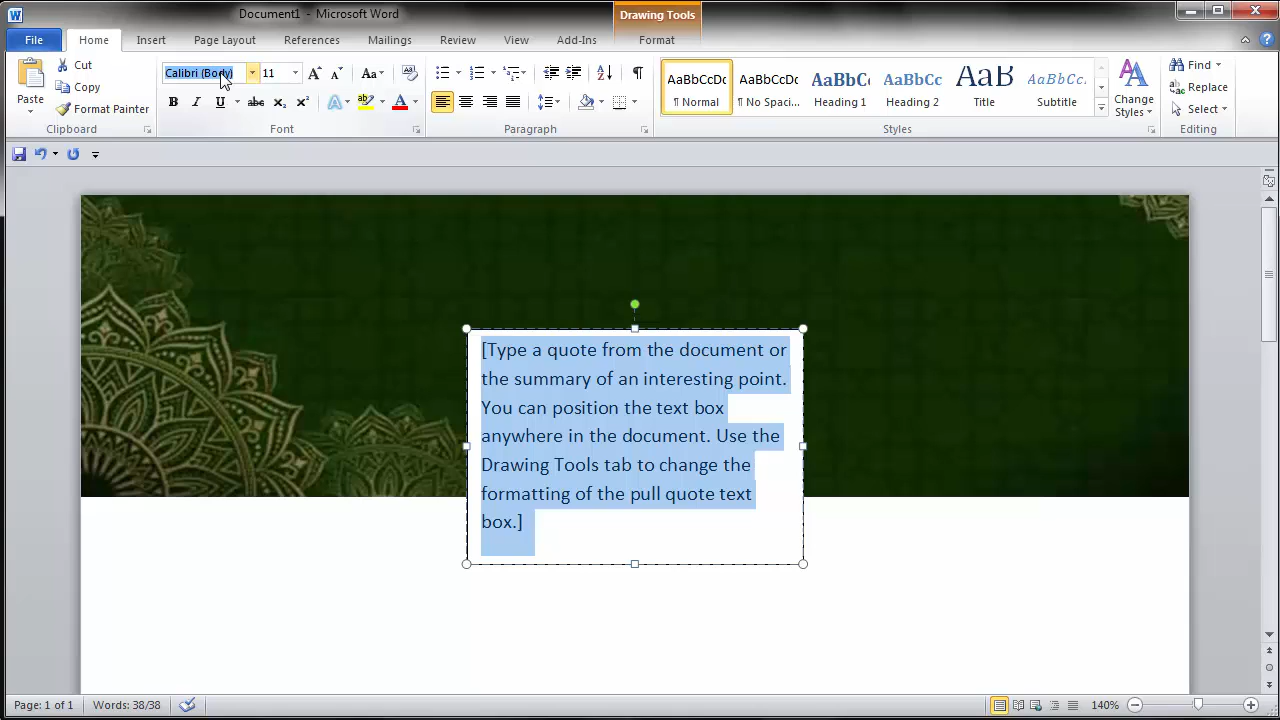 Document1 - Microsoft Word
Drawing Tools
File Home Insert Page Layout References Mailings Review View Add-Ins Format
Paste
Cut
Copy
Format Painter
Clipboard
Calibri (Body) 11
Font
Paragraph
AaBbCcDc
¶ Normal
AaBbCcDc
¶ No Spaci...
AaBbC
Heading 1
AaBbCc
Heading 2
AaB
Title
AaBbCc.
Subtitle
Change
Styles
Styles
Find
Replace
Select
Editing
[Type a quote from the document or
the summary of an interesting point.
You can position the text box
anywhere in the document. Use the
Drawing Tools tab to change the
formatting of the pull quote text
box.]
Page: 1 of 1 Words: 38/38 140%